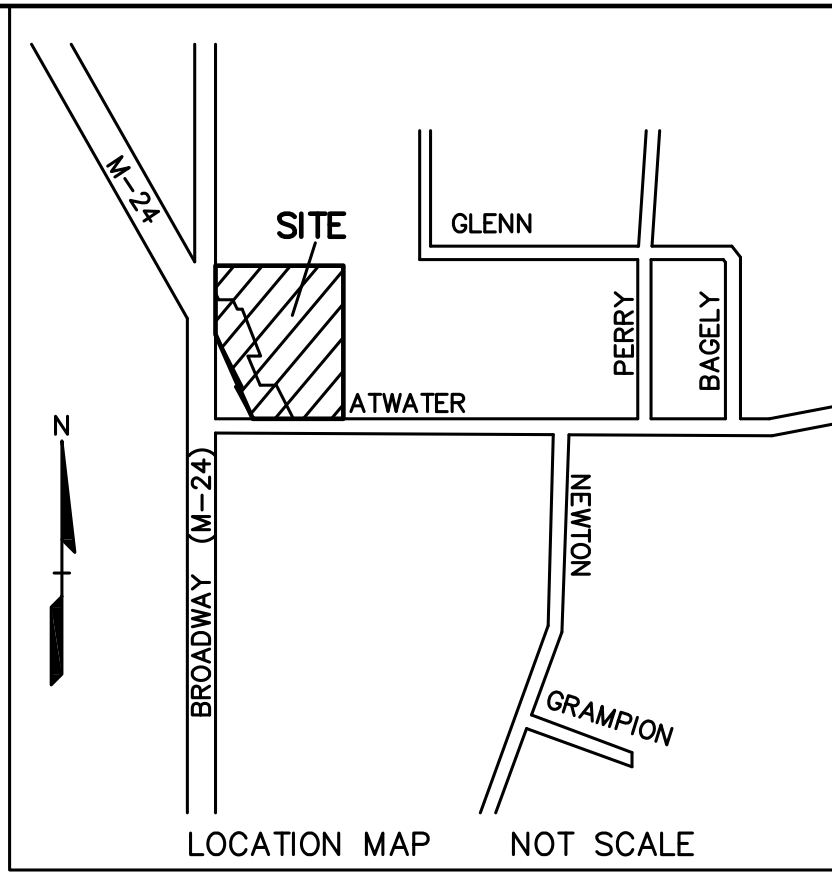 M-24
SITE
GLENN
PERRY
BAGELY
ATWATER
N
BROADWAY (M-24)
NEWTON
GRAMPION
LOCATION MAP NOT SCALE